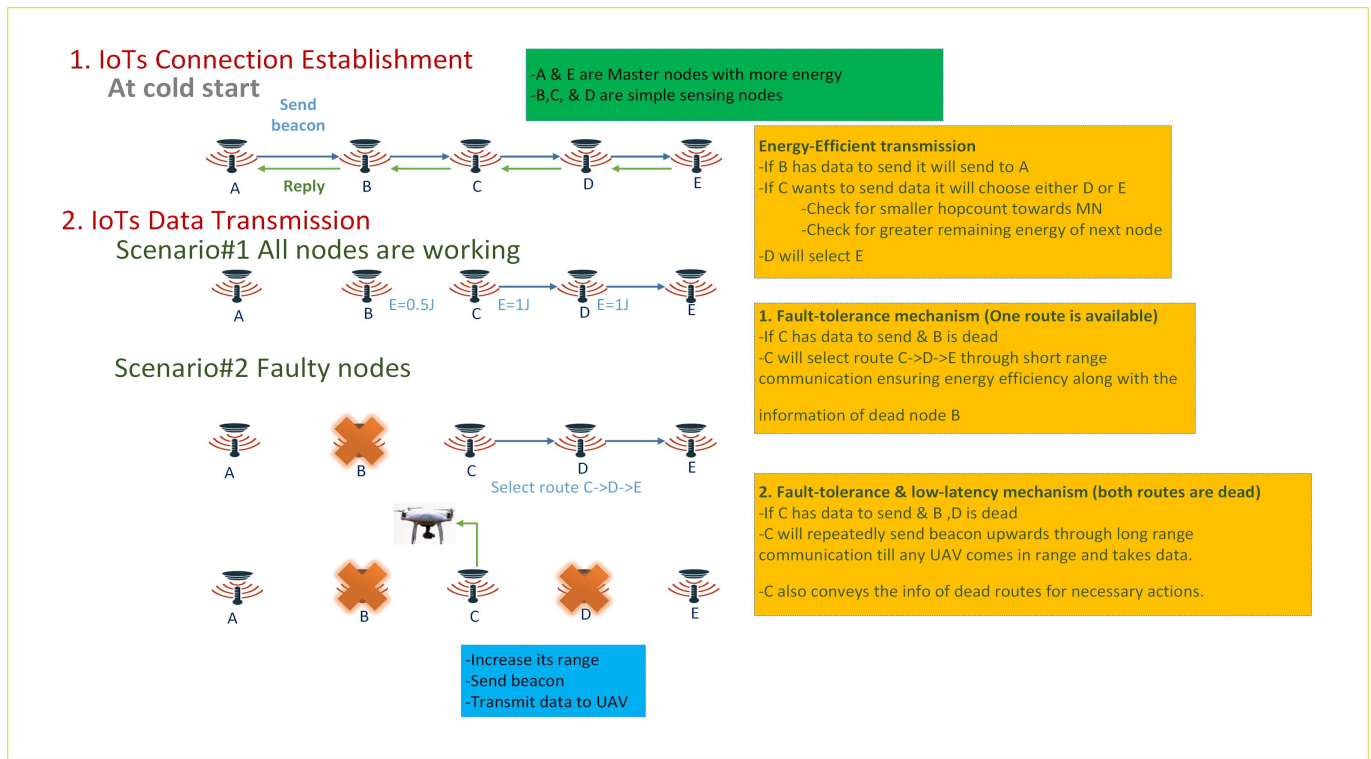 1. IoTs Connection Establishment
At cold start
-A & E are Master nodes with more energy
-B,C, & D are simple sensing nodes
Send
beacon
A
B
C
D
E
Reply
Energy-Efficient transmission
-If B has data to send it will send to A
-If C wants to send data it will choose either D or E
-Check for smaller hopcount towards MN
-Check for greater remaining energy of next node
-D will select E
2. IoTs Data Transmission
Scenario#1 All nodes are working
E=0.5J
E=1J
E=1J
A
B
C
D
E
1. Fault-tolerance mechanism (One route is available)
-If C has data to send & B is dead
-C will select route C->D->E through short range
communication ensuring energy efficiency along with the
information of dead node B
Scenario#2 Faulty nodes
A
B
C
D
E
Select route C->D->E
2. Fault-tolerance & low-latency mechanism (both routes are dead)
-If C has data to send & B ,D is dead
-C will repeatedly send beacon upwards through long range
communication till any UAV comes in range and takes data.
-C also conveys the info of dead routes for necessary actions.
A
B
C
D
E
-Increase its range
-Send beacon
-Transmit data to UAV